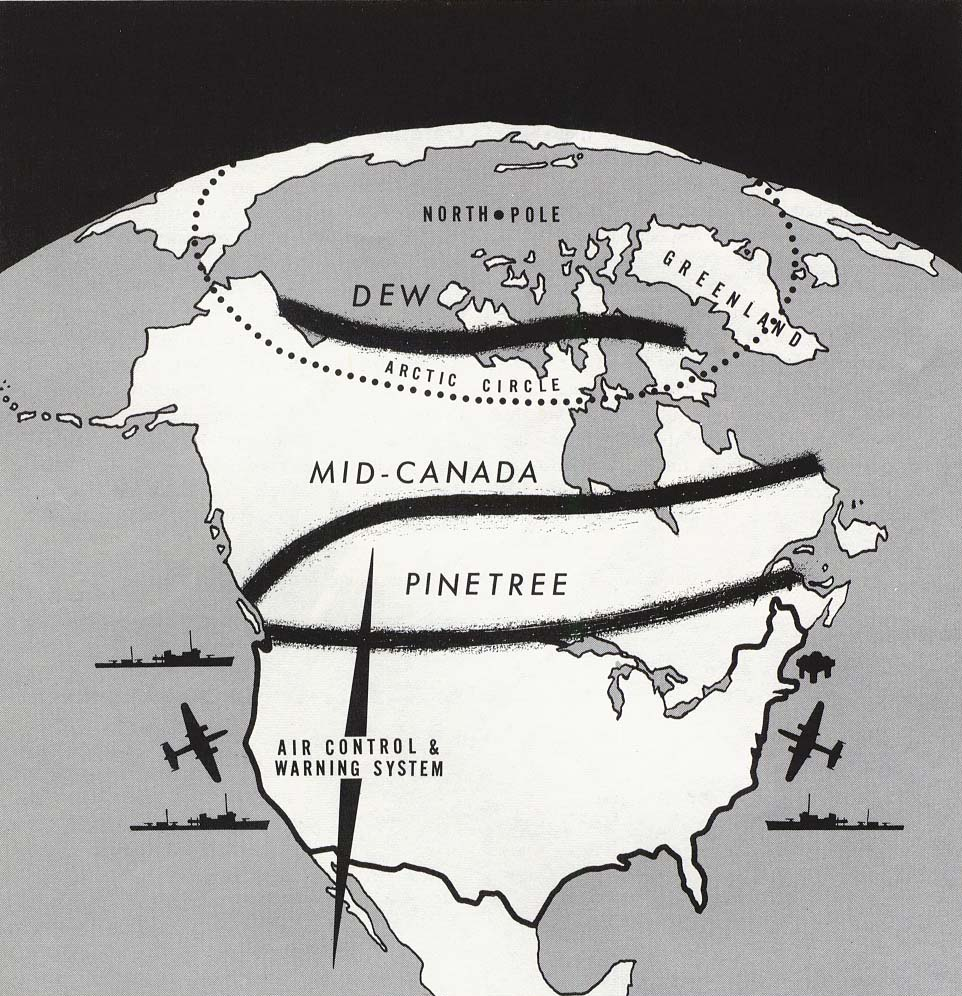 NORTH POLE
GREENLAND
DEW
ARCTIC CIRCLE
MID-CANADA
PINETREE
AIR CONTROL &
WARNING SYSTEM